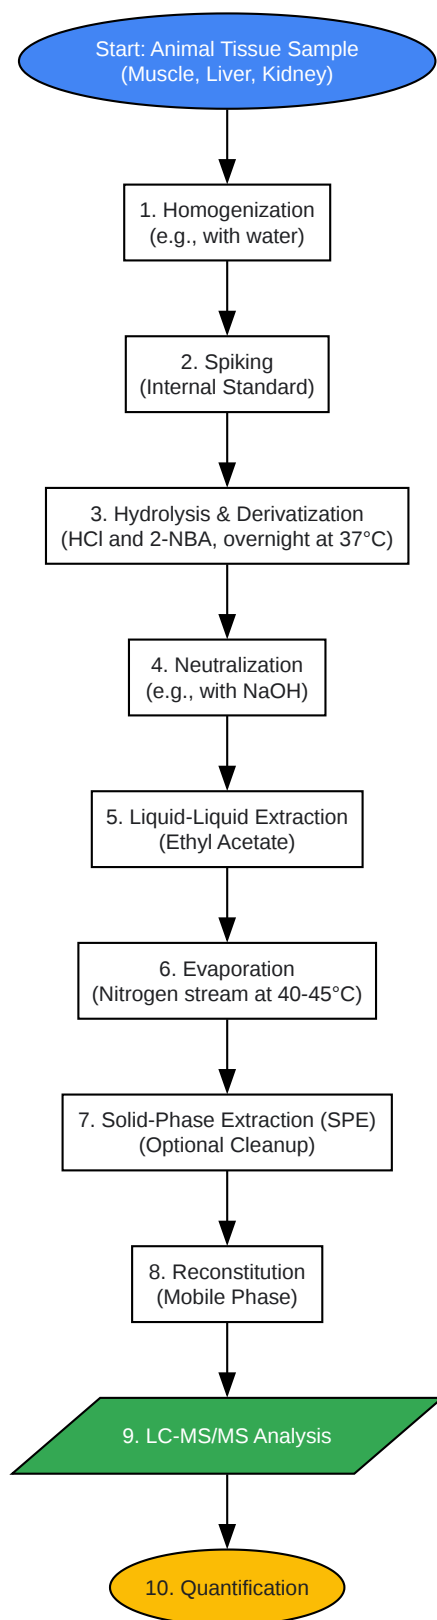 Start: Animal Tissue Sample
(Muscle, Liver, Kidney)
1. Homogenization
(e.g., with water)
2. Spiking
(Internal Standard)
3. Hydrolysis & Derivatization
(HCl and 2-NBA, overnight at 37°C)
4. Neutralization
(e.g., with NaOH)
5. Liquid-Liquid Extraction
(Ethyl Acetate)
6. Evaporation
(Nitrogen stream at 40-45°C)
7. Solid-Phase Extraction (SPE)
(Optional Cleanup)
8. Reconstitution
(Mobile Phase)
9. LC-MS/MS Analysis
10. Quantification